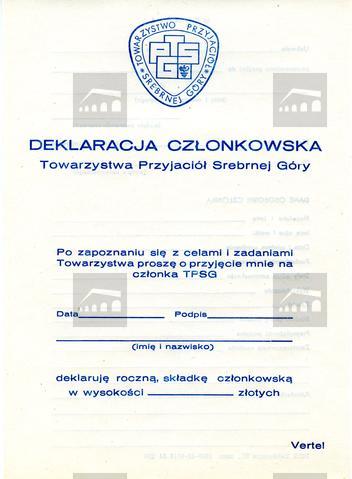 TOWARZYSTWO PRZYJACIÓŁ
SREBRNEJ GÓRY
TPSG
DEKLARACJA CZŁONKOWSKA
Towarzystwa Przyjaciół Srebrnej Góry
Po zapoznaniu się z celami i zadaniami
Towarzystwa proszę o przyjęcie mnie na
członka TPSG
Data Podpis
(imię i nazwisko)
deklaruję roczną, składkę członkowską
w wysokości złotych
Verte!